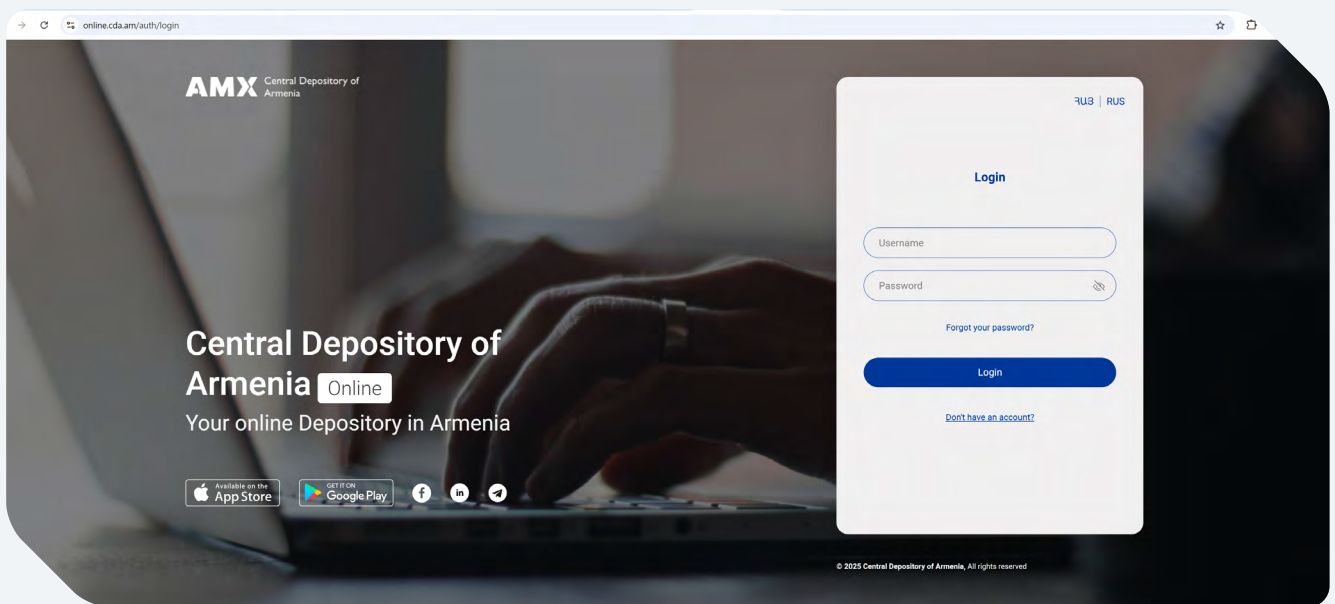 online.cda.am/auth/login
AMX Central Depository of
Armenia
ՀԱՅ | RUS
Login
Username
Password
Forgot your password?
Login
Don't have an account?
Central Depository of
Armenia Online
Your online Depository in Armenia
Available on the
App Store
GET IT ON
Google Play
f
in
© 2025 Central Depository of Armenia, All rights reserved